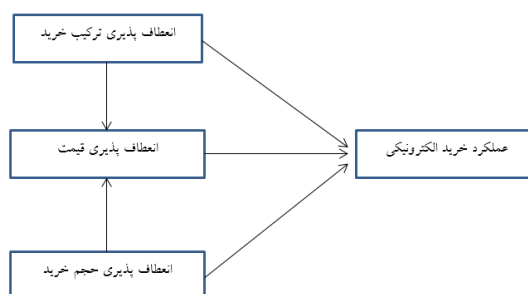 انعطاف پذیری ترکیب خرید
انعطاف پذیری قیمت
عملکرد خرید الکترونیکی
انعطاف پذیری حجم خرید